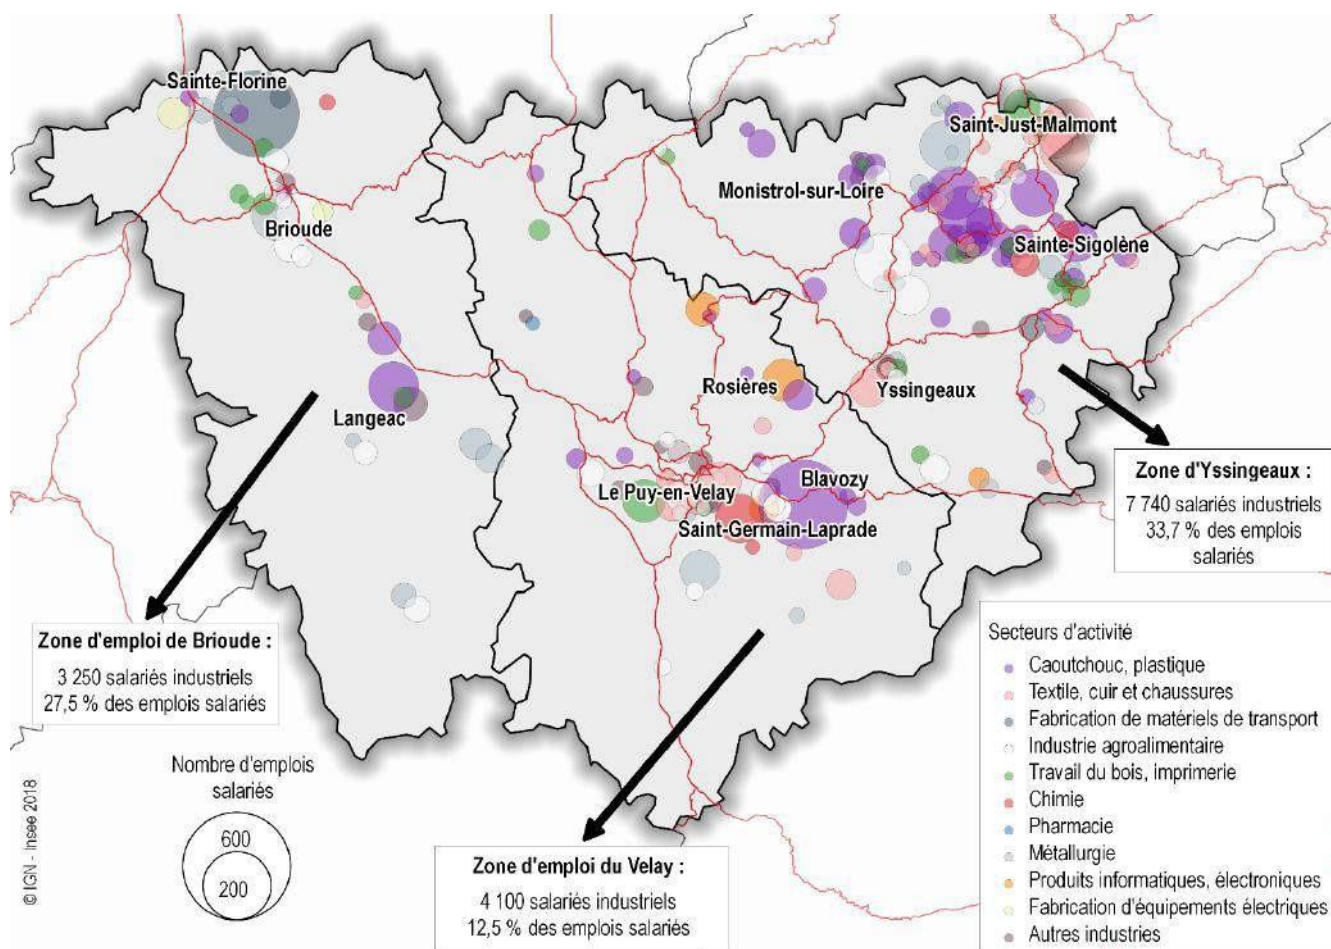 Sainte-Florine
Saint-Just-Malmont
Monistrol-sur-Loire
Brioude
Sainte-Sigolène
Rosières
Yssingeaux
Langeac
Le Puy-en-Velay
Blavozy
Saint-Germain-Laprade
Zone d'Yssingeaux :
7 740 salariés industriels
33,7 % des emplois
salariés
Zone d'emploi de Brioude :
3 250 salariés industriels
27,5 % des emplois salariés
Zone d'emploi du Velay :
4 100 salariés industriels
12,5 % des emplois salariés
Nombre d'emplois
salariés
600
200
© IGN - Insee 2018
Secteurs d'activité
Caoutchouc, plastique
Textile, cuir et chaussures
Fabrication de matériels de transport
Industrie agroalimentaire
Travail du bois, imprimerie
Chimie
Pharmacie
Métallurgie
Produits informatiques, électroniques
Fabrication d'équipements électriques
Autres industries